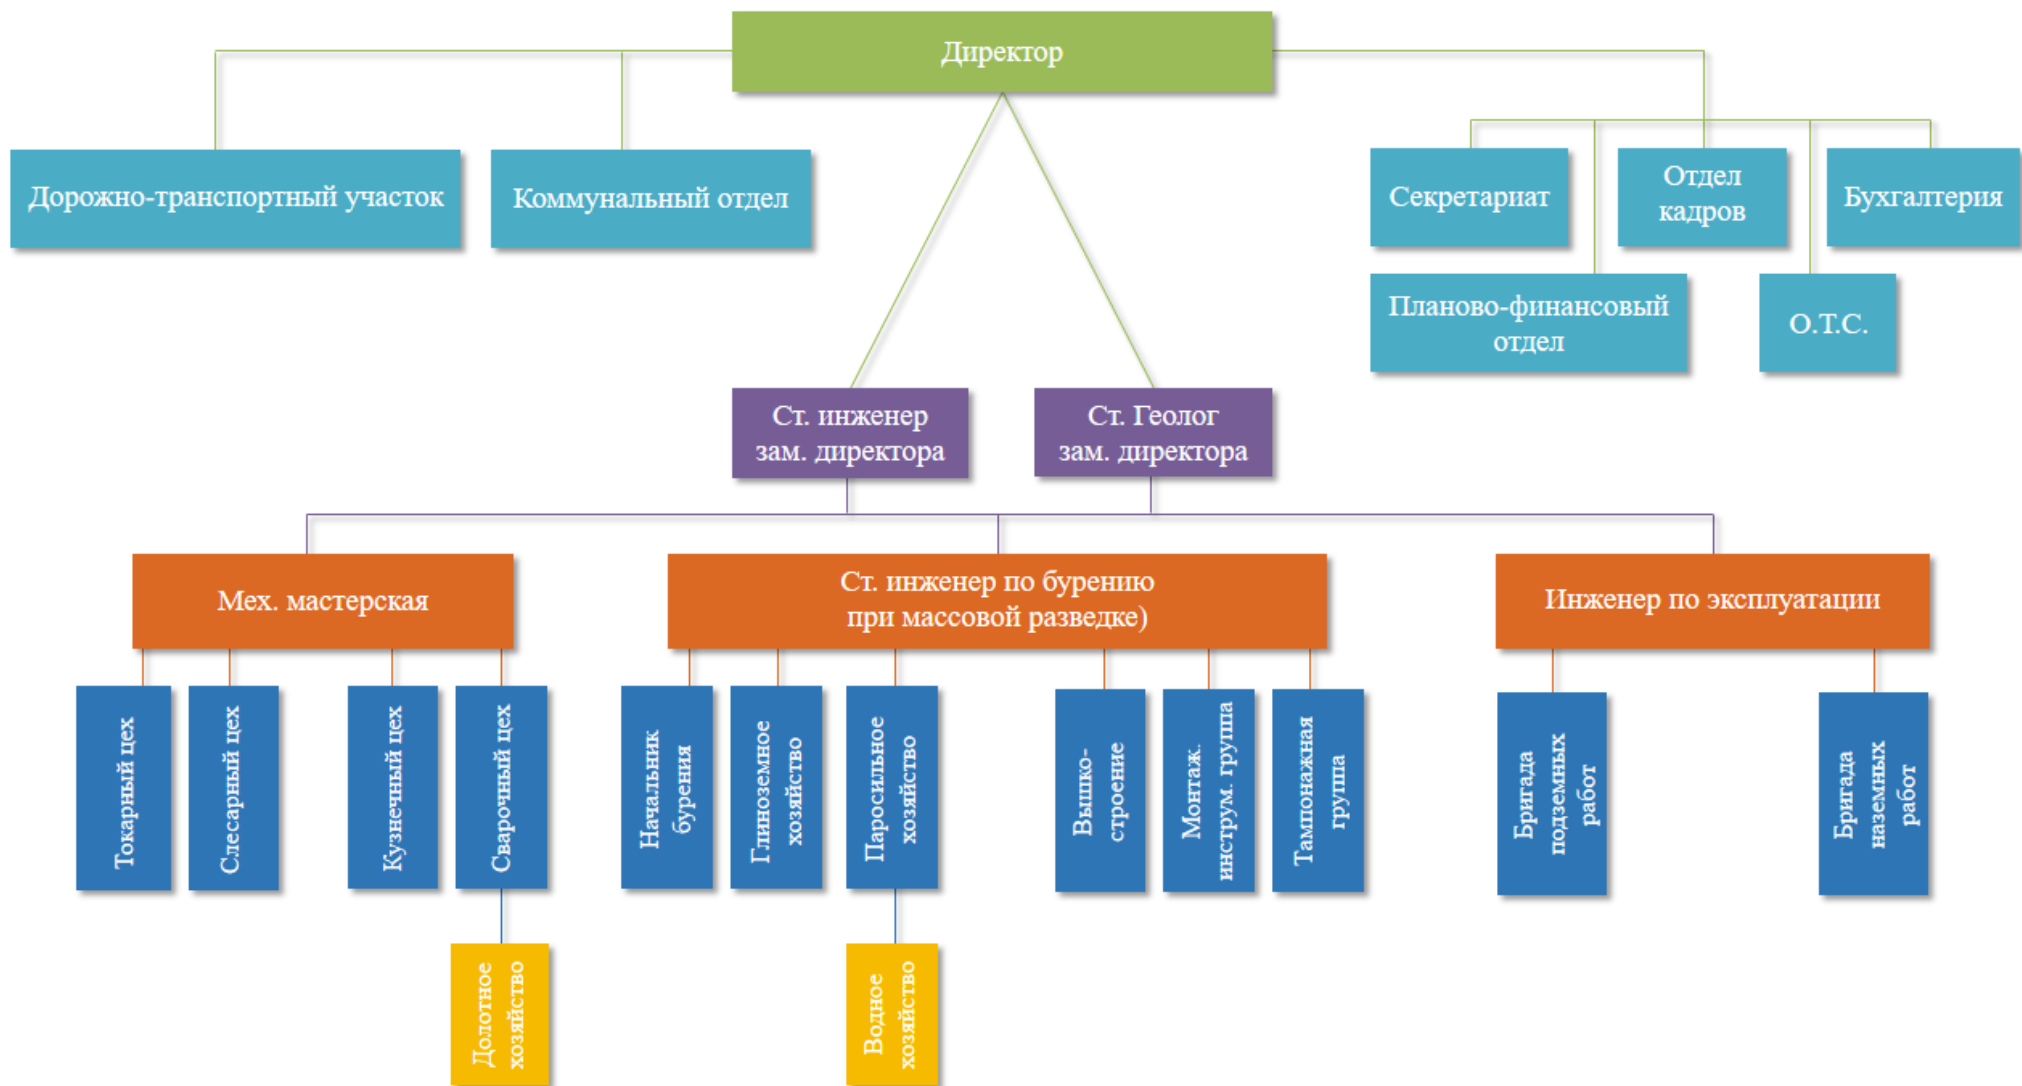 Директор
Дорожно-транспортный участок
Коммунальный отдел
Секретариат
Отдел
кадров
Бухгалтерия
Планово-финансовый
отдел
О.Т.С.
Ст. инженер
зам. директора
Ст. Геолог
зам. директора
Мех. мастерская
Ст. инженер по бурению
при массовой разведке)
Инженер по эксплуатации
Токарный цех
Слесарный цех
Кузнечный цех
Сварочный цех
Начальник
бурения
Глиноземное
хозяйство
Паросильное
хозяйство
Вышко-
строение
Монтаж.
инструм. группа
Тампонажная
группа
Бригада
подземных
работ
Бригада
наземных
работ
Долотное
хозяйство
Водное
хозяйство